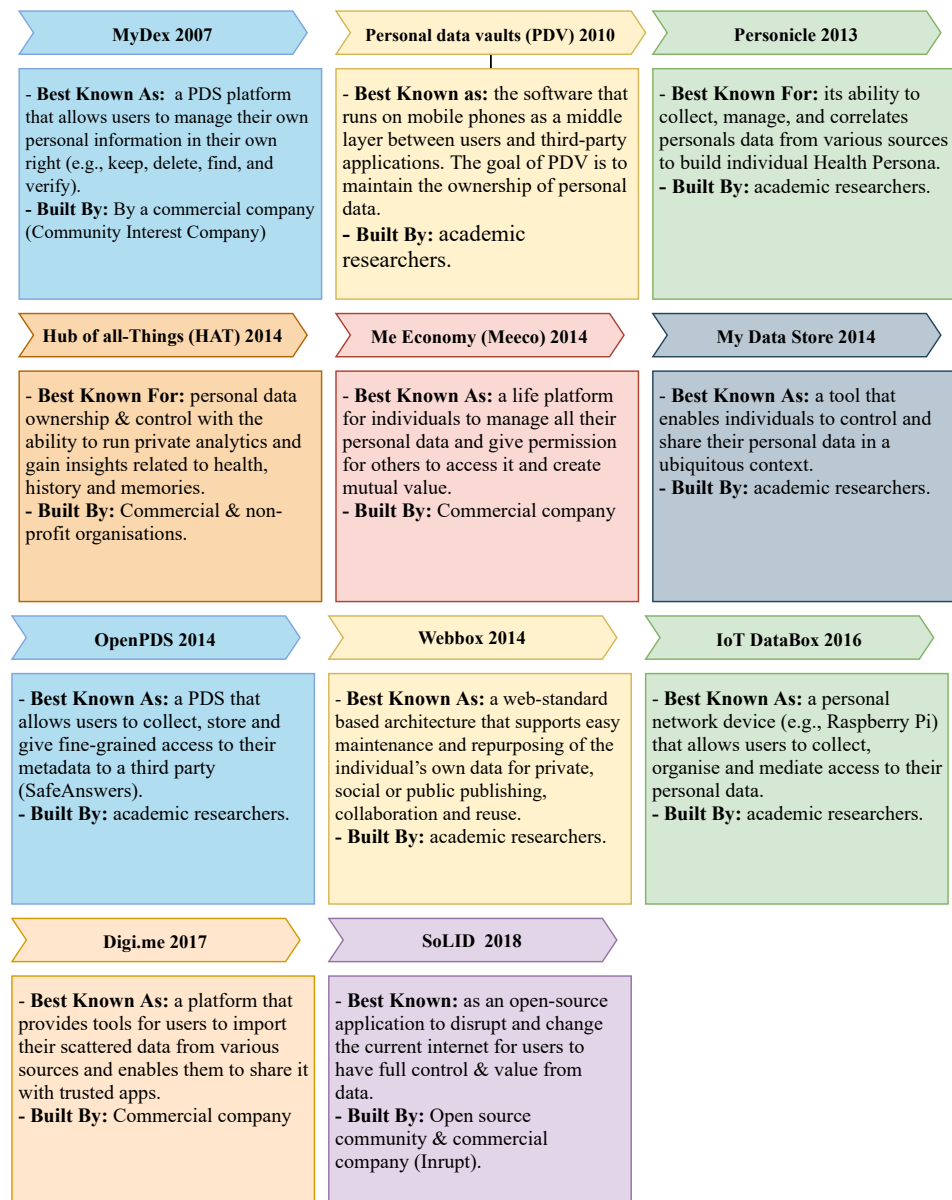 MyDex 2007
- Best Known As:  a PDS platform
that allows users to manage their own
personal information in their own
right (e.g., keep, delete, find, and
verify).
- Built By: By a commercial company
(Community Interest Company)
Personal data vaults (PDV) 2010
- Best Known as: the software that
runs on mobile phones as a middle
layer between users and third-party
applications. The goal of PDV is to
maintain the ownership of personal
data.
- Built By: academic
researchers.
Personicle 2013
- Best Known For: its ability to
collect, manage, and correlates
personals data from various sources
to build individual Health Persona.
- Built By: academic researchers.
Hub of all-Things (HAT) 2014
- Best Known For: personal data
ownership & control with the
ability to run private analytics and
gain insights related to health,
history and memories.
- Built By: Commercial & non-
profit organisations.
Me Economy (Meeco) 2014
- Best Known As: a life platform
for individuals to manage all their
personal data and give permission
for others to access it and create
mutual value.
- Built By: Commercial company
My Data Store 2014
- Best Known As: a tool that
enables individuals to control and
share their personal data in a
ubiquitous context.
- Built By: academic researchers.
OpenPDS 2014
- Best Known As: a PDS that
allows users to collect, store and
give fine-grained access to their
metadata to a third party
(SafeAnswers).
- Built By: academic researchers.
Webbox 2014
- Best Known As: a web-standard
based architecture that supports easy
maintenance and repurposing of the
individual's own data for private,
social or public publishing,
collaboration and reuse.
- Built By: academic researchers.
IoT DataBox 2016
- Best Known As: a personal
network device (e.g., Raspberry Pi)
that allows users to collect,
organise and mediate access to their
personal data.
- Built By: academic researchers.
Digi.me 2017
- Best Known As: a platform that
provides tools for users to import
their scattered data from various
sources and enables them to share it
with trusted apps.
- Built By: Commercial company
SoLID  2018
- Best Known: as an open-source
application to disrupt and change
the current internet for users to
have full control & value from
data.
- Built By: Open source
community & commercial
company (Inrupt).